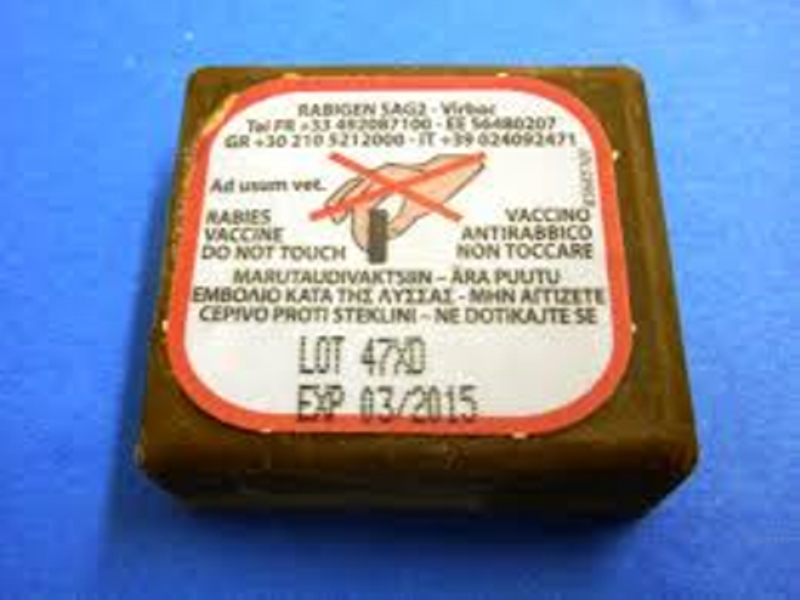 RABIGEN SAG2 - Virbac
Tel FR +33 492087100 - EE 56480207
GR +30 210 5212000 - IT +39 024092471
Ad usum vet.
RABIES
VACCINE
DO NOT TOUCH
VACCINO
ANTIRABBICO
NON TOCCARE
MARUTAUDIVAKTSIIN – ÄRA PUUTU
ΕΜΒΟΛΙΟ ΚΑΤΑ ΤΗΣ ΛΥΣΣΑΣ - ΜΗΝ ΑΓΓΙΖΕΤΕ
CEPIVO PROTI STEKLINI – NE DOTIKAJTE SE
LOT 47XD
EXP 03/2015